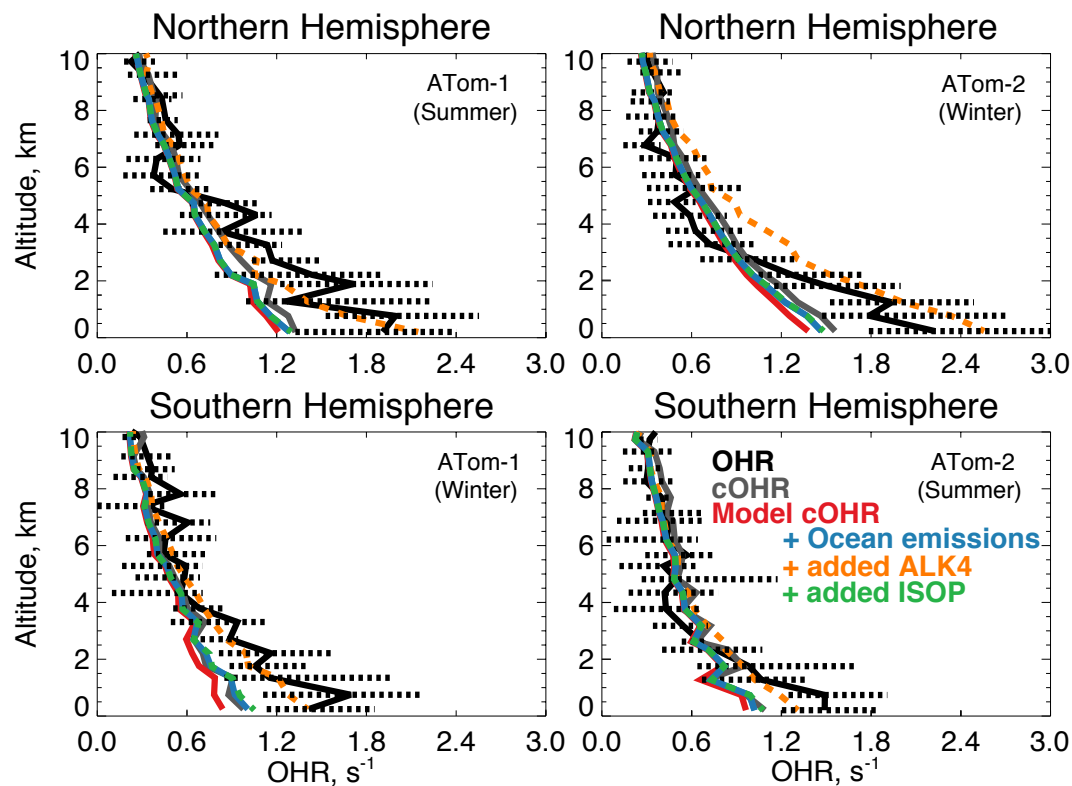 Northern Hemisphere
Northern Hemisphere
10
8
6
4
2
0
Altitude, km
ATom-1
(Summer)
0.0 0.6 1.2 1.8 2.4
10
8
6
4
2
0
ATom-2
(Winter)
0.0 0.6 1.2 1.8 2.4 3.0
Southern Hemisphere
Southern Hemisphere
10
8
6
4
2
0
Altitude, km
ATom-1
(Winter)
0.0 0.6 1.2 1.8 2.4
OHR, s⁻¹
10
8
6
4
2
0
OHR
cOHR
Model cOHR
+ Ocean emissions
+ added ALK4
+ added ISOP
ATom-2
(Summer)
0.0 0.6 1.2 1.8 2.4 3.0
OHR, s⁻¹